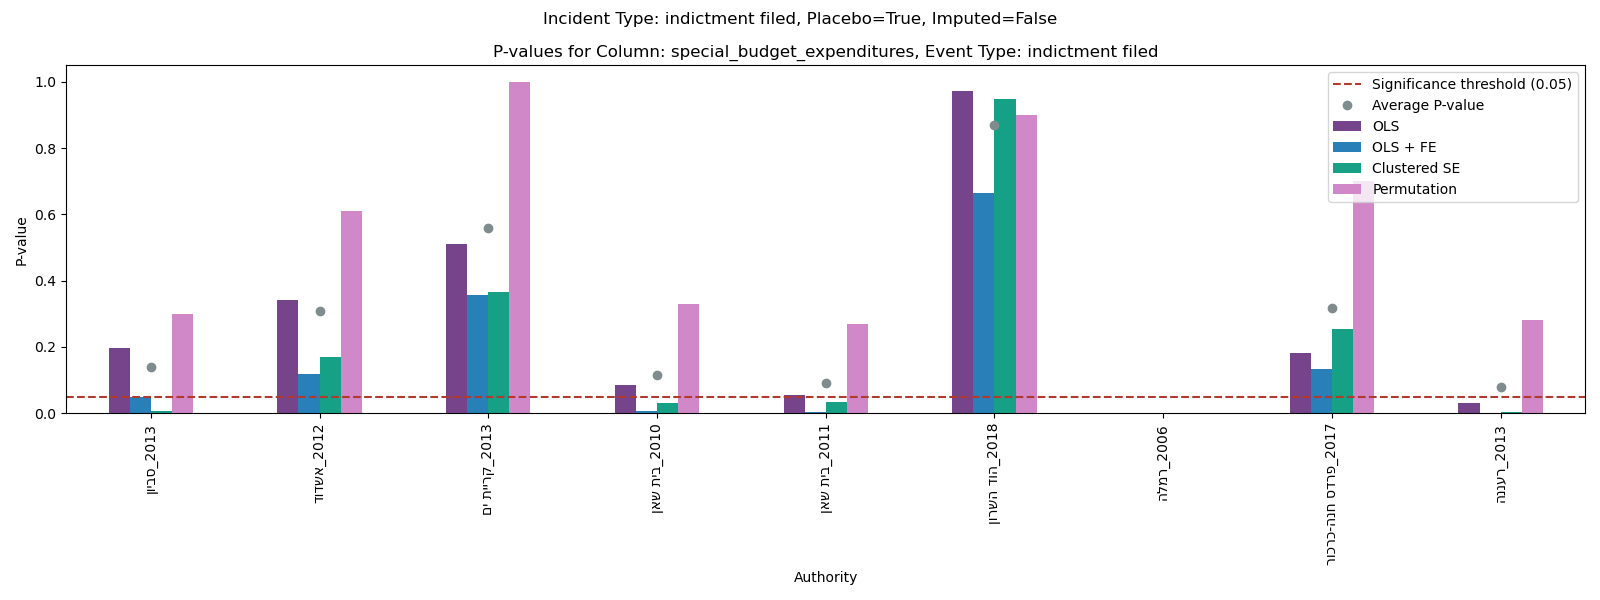 Incident Type: indictment filed, Placebo=True, Imputed=False
P-values for Column: special_budget_expenditures, Event Type: indictment filed
Significance threshold (0.05)
Average P-value
OLS
OLS + FE
Clustered SE
Permutation
P-value
1.0
0.8
0.6
0.4
0.2
0.0
סביון_2013
אשדוד_2012
קריית ים_2013
בית שאן_2010
בית שאן_2011
הוד השרון_2018
רמלה_2006
פרדס חנה-כרכור_2017
רעננה_2013
Authority